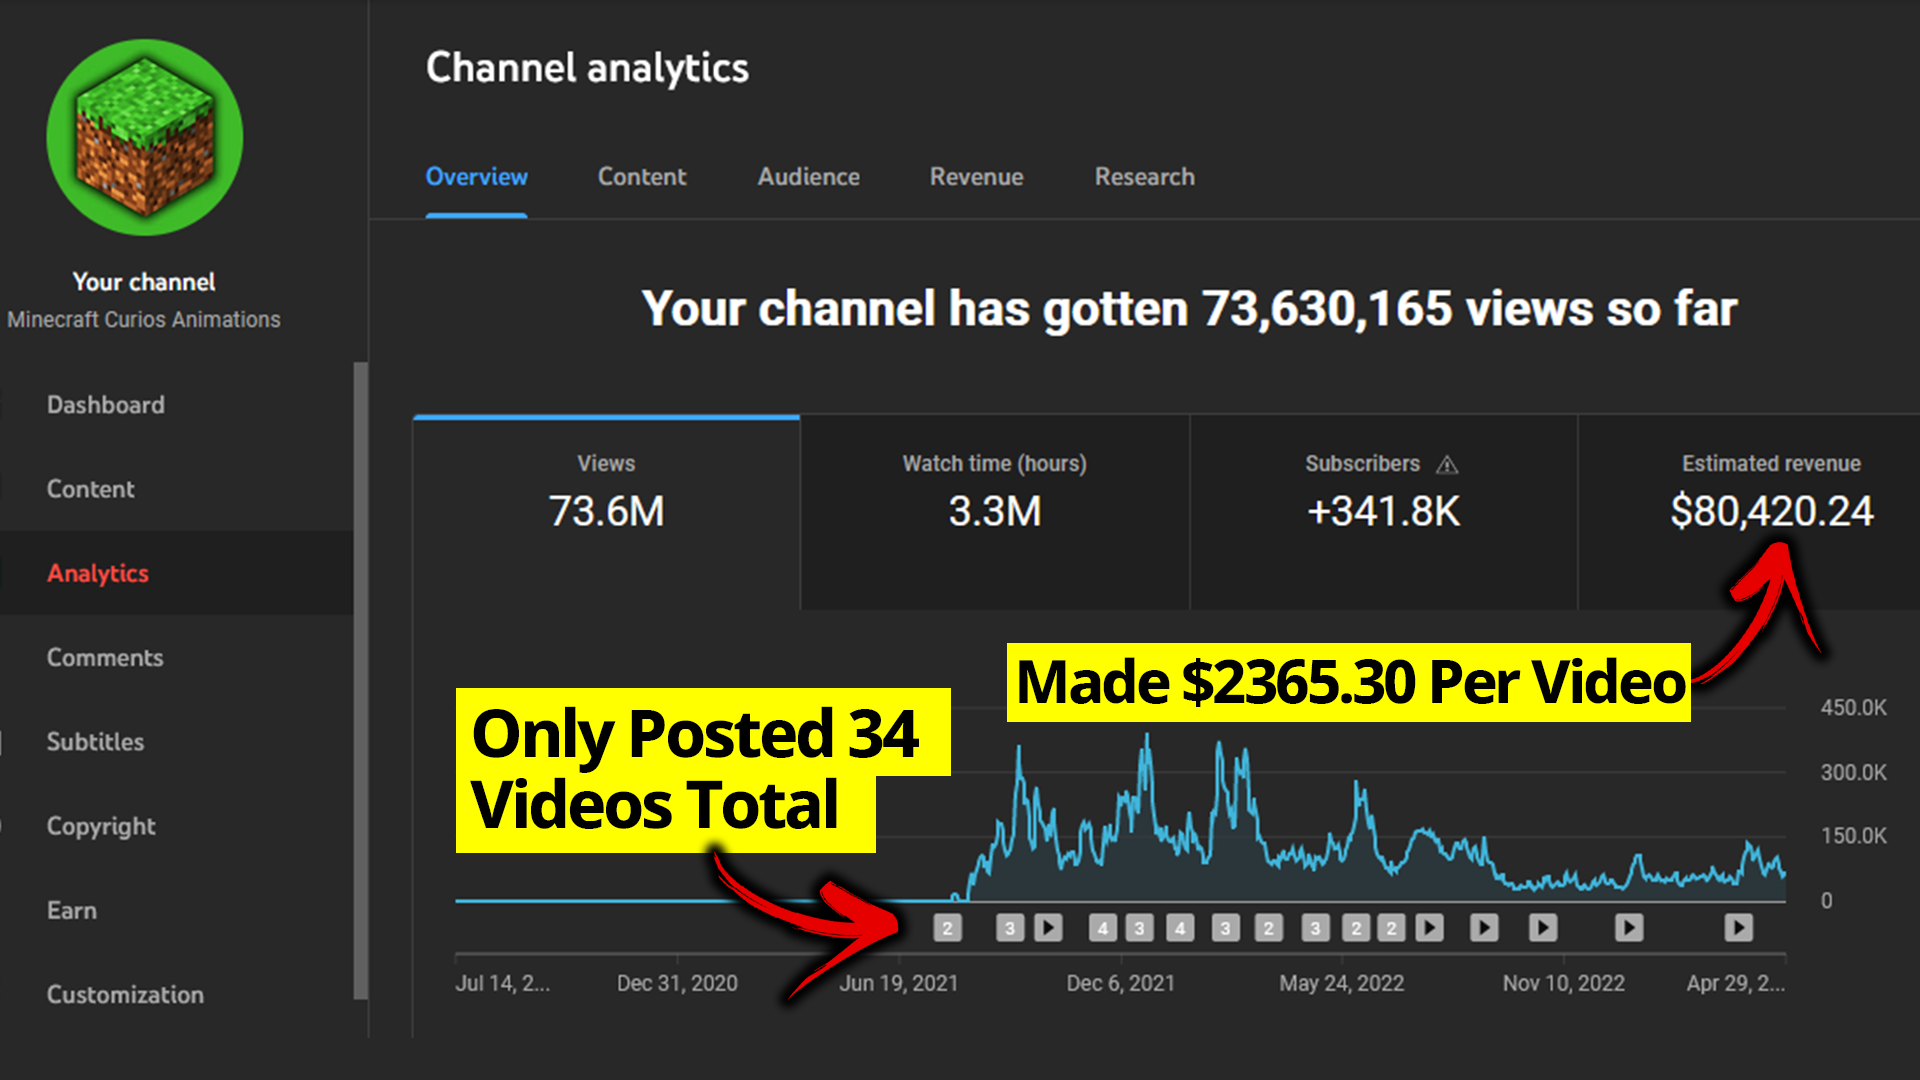 Channel analytics
Overview
Content
Audience
Revenue
Research
Your channel
Minecraft Curios Animations
Dashboard
Content
Analytics
Comments
Subtitles
Copyright
Earn
Customization
Your channel has gotten 73,630,165 views so far
Views
73.6M
Watch time (hours)
3.3M
Subscribers
+341.8K
Estimated revenue
$80,420.24
Made $2365.30 Per Video
Only Posted 34
Videos Total
450.0K
300.0K
150.0K
0
2 3 4 3 4 3 2 3 2 2
Jul 14, 2... Dec 31, 2020 Jun 19, 2021 Dec 6, 2021 May 24, 2022 Nov 10, 2022 Apr 29, 2...